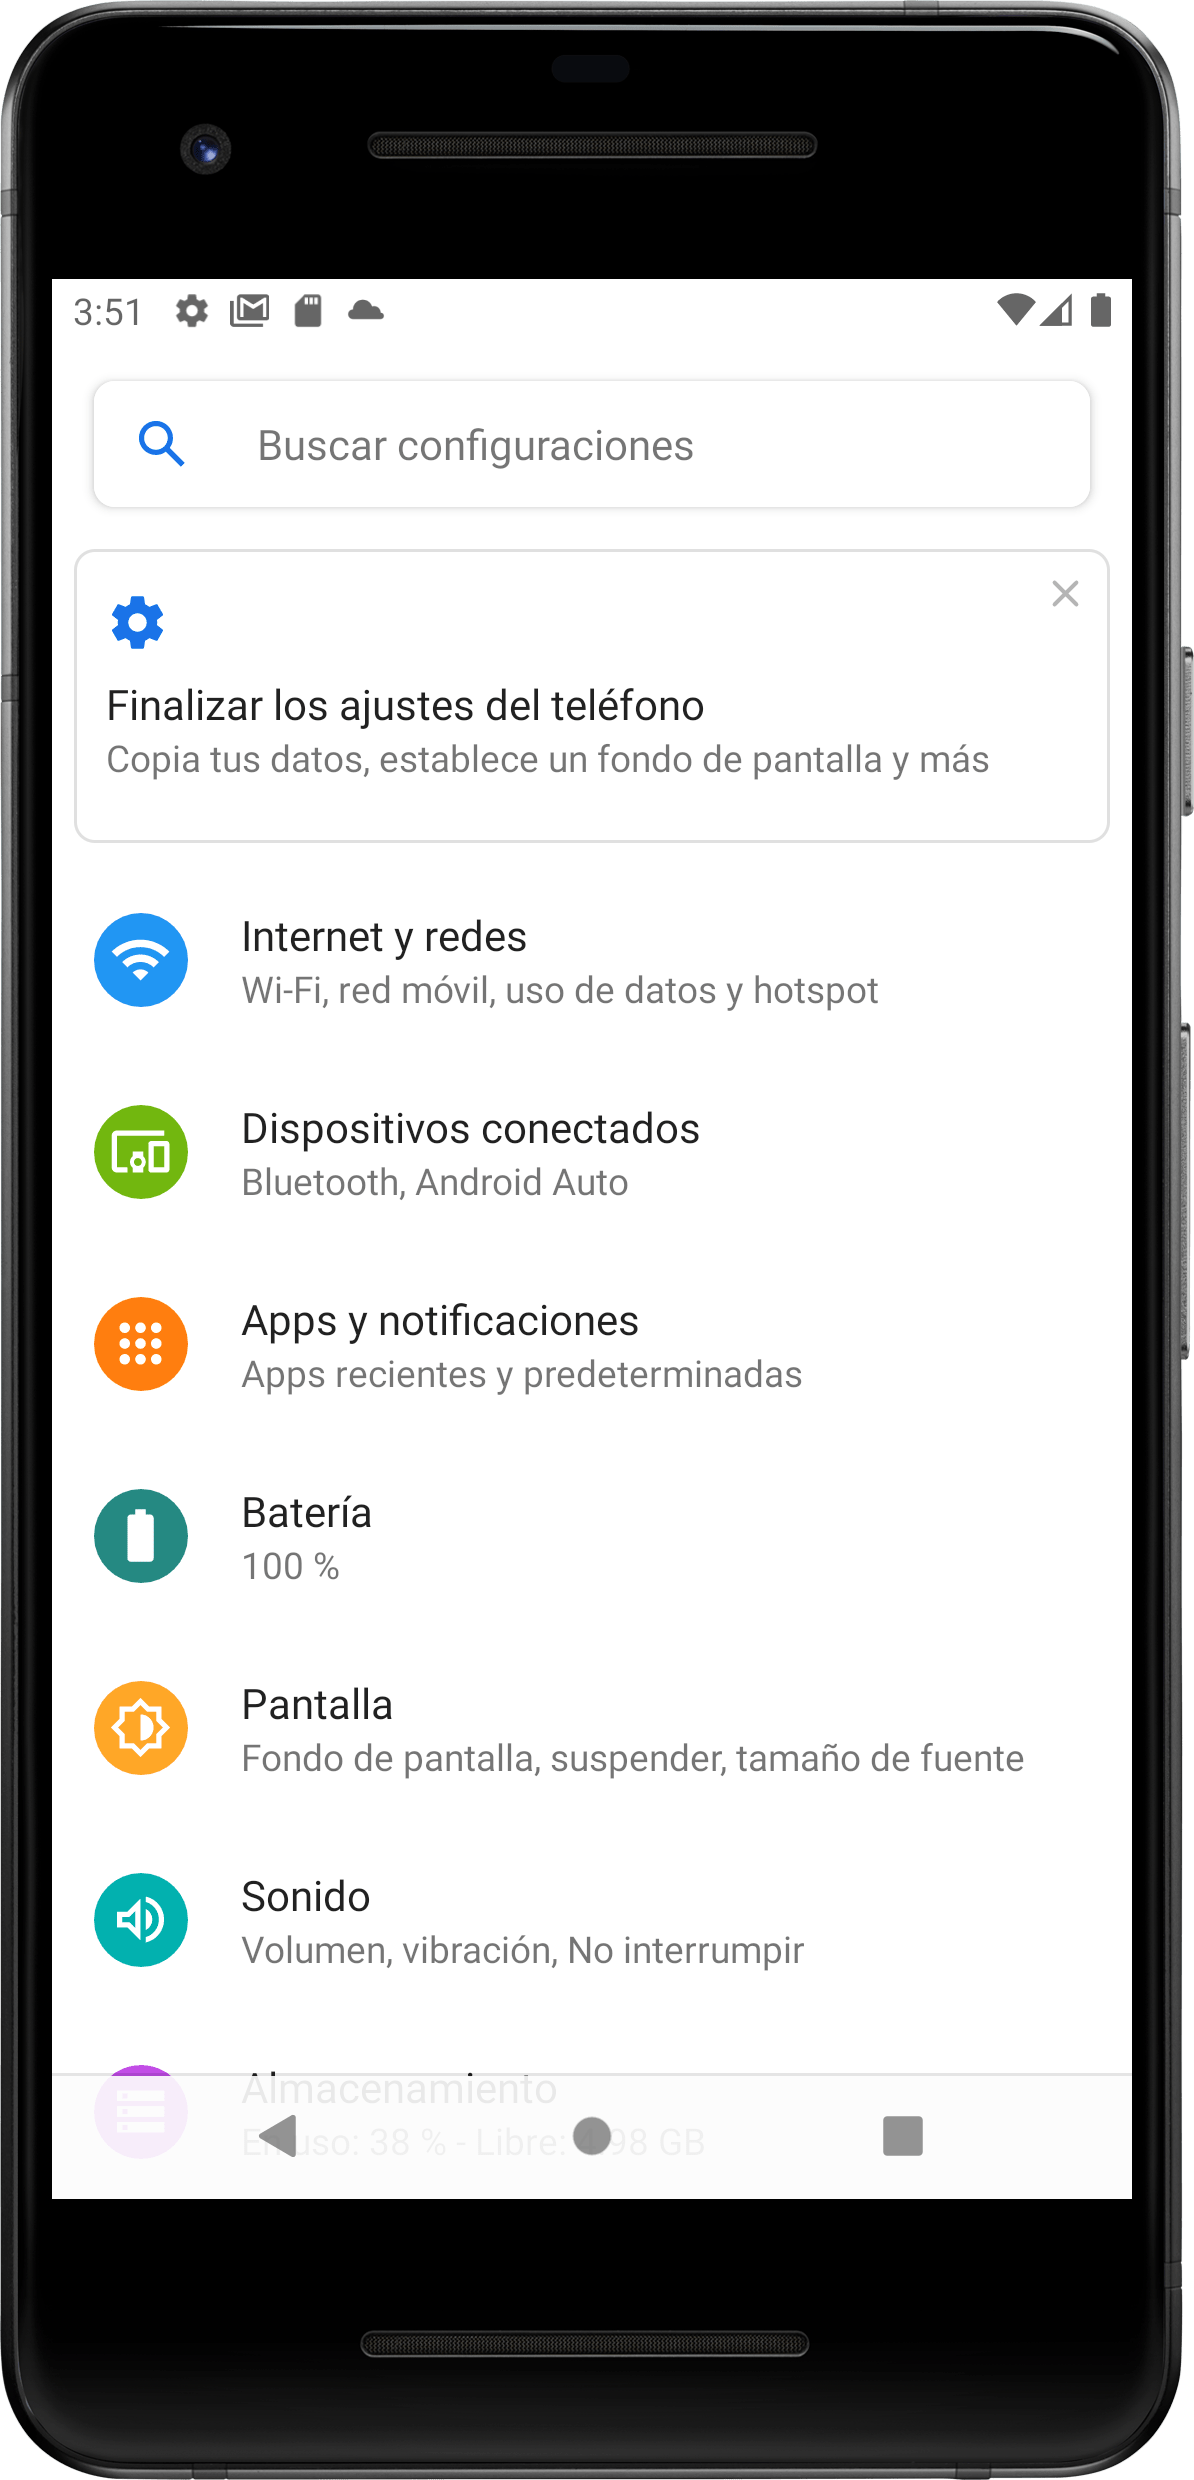 3:51
Buscar configuraciones
Finalizar los ajustes del teléfono
Copia tus datos, establece un fondo de pantalla y más
Internet y redes
Wi-Fi, red móvil, uso de datos y hotspot
Dispositivos conectados
Bluetooth, Android Auto
Apps y notificaciones
Apps recientes y predeterminadas
Batería
100 %
Pantalla
Fondo de pantalla, suspender, tamaño de fuente
Sonido
Volumen, vibración, No interrumpir
Almacenamiento
uso: 38 % - Libre: GB